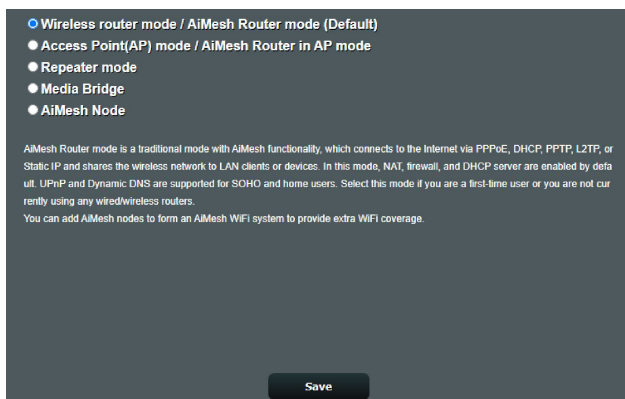 Wireless router mode / AiMesh Router mode (Default)
Access Point(AP) mode / AiMesh Router in AP mode
Repeater mode
Media Bridge
AiMesh Node
AiMesh Router mode is a traditional mode with AiMesh functionality, which connects to the Internet via PPPoE, DHCP, PPTP, L2TP, or
Static IP and shares the wireless network to LAN clients or devices. In this mode, NAT, firewall, and DHCP server are enabled by defa
ult. UPnP and Dynamic DNS are supported for SOHO and home users. Select this mode if you are a first-time user or you are not cur
rently using any wired/wireless routers.
You can add AiMesh nodes to form an AiMesh WiFi system to provide extra WiFi coverage.
Save